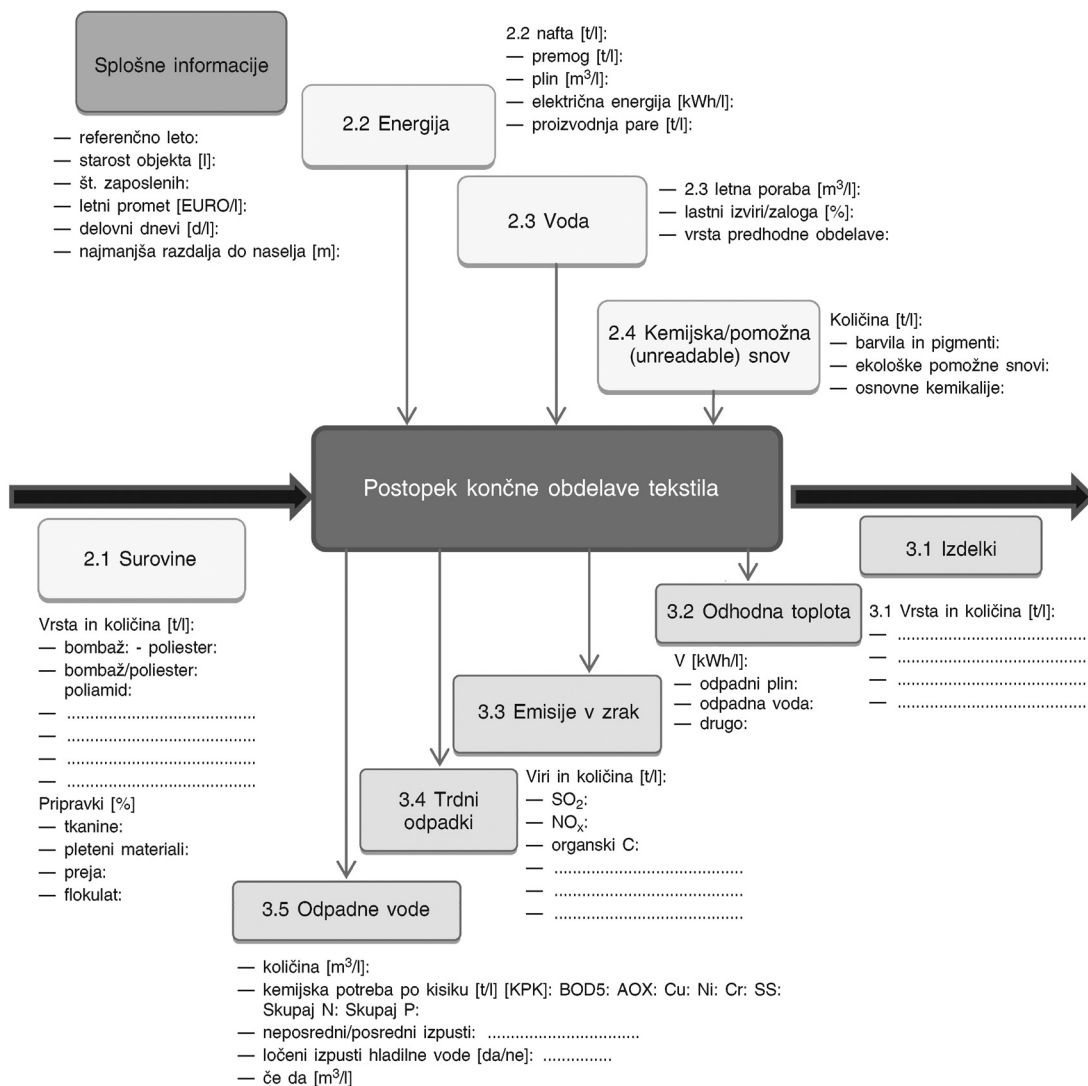 Splošne informacije
— referenčno leto:
— starost objekta [l]:
— št. zaposlenih:
— letni promet [EURO/l]:
— delovni dnevi [d/l]:
— najmanjša razdalja do naselja [m]:
2.2 Energija
2.2 nafta [t/l]:
— premog [t/l]:
— plin [m³/l]:
— električna energija [kWh/l]:
— proizvodnja pare [t/l]:
2.3 Voda
— 2.3 letna poraba [m³/l]:
— lastni izviri/zaloga [%]:
— vrsta predhodne obdelave:
2.4 Kemijska/pomožna
(unreadable) snov
Količina [t/l]:
— barvila in pigmenti:
— ekološke pomožne snovi:
— osnovne kemikalije:
Postopek končne obdelave tekstila
2.1 Surovine
Vrsta in količina [t/l]:
— bombaž: - poliester:
— bombaž/poliester:
poliamid:
— ........................................
— ........................................
— ........................................
— ........................................
Pripravki [%]
— tkanine:
— pleteni materiali:
— preja:
— flokulat:
3.1 Izdelki
3.1 Vrsta in količina [t/l]:
— ........................................
— ........................................
— ........................................
— ........................................
3.2 Odhodna toplota
V [kWh/l]:
— odpadni plin:
— odpadna voda:
— drugo:
3.3 Emisije v zrak
Viri in količina [t/l]:
— SO₂:
— NOₓ:
— organski C:
— ........................................
— ........................................
— ........................................
3.4 Trdni
odpadki
3.5 Odpadne vode
— količina [m³/l]:
— kemijska potreba po kisiku [t/l] [KPK]: BOD5: AOX: Cu: Ni: Cr: SS:
Skupaj N: Skupaj P:
— neposredni/posredni izpusti: ................................
— ločeni izpusti hladilne vode [da/ne]: ...............
— če da [m³/l]